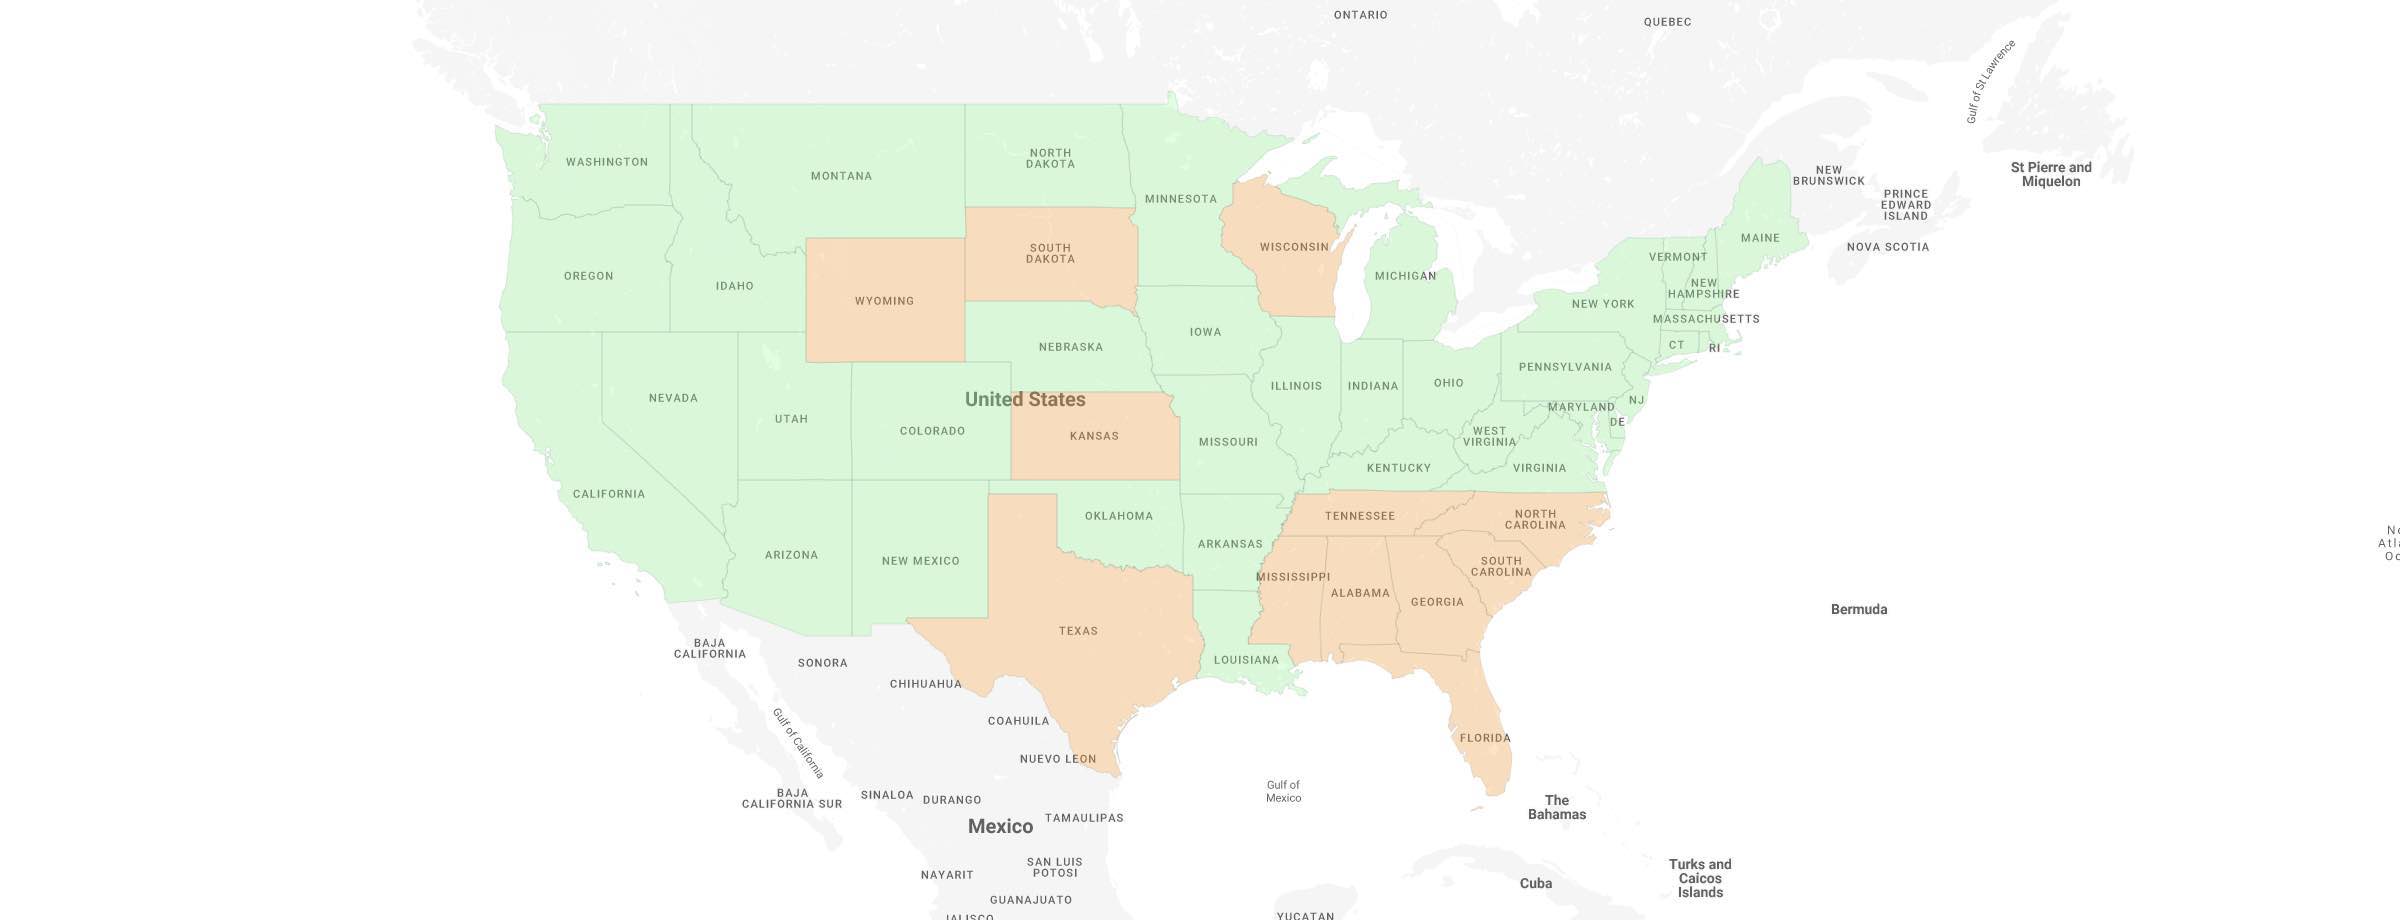 ONTARIO
QUEBEC
Gulf of St Lawrence
WASHINGTON
MONTANA
NORTH
DAKOTA
MINNESOTA
NEW
BRUNSWICK
St Pierre and
Miquelon
PRINCE
EDWARD
ISLAND
NOVA SCOTIA
MAINE
SOUTH
DAKOTA
WISCONSIN
VERMONT
OREGON
IDAHO
WYOMING
MICHIGAN
NEW
HAMPSHIRE
NEW YORK
MASSACHUSETTS
IOWA
NEBRASKA
CT
RI
PENNSYLVANIA
ILLINOIS
INDIANA
OHIO
NEVADA
United States
NJ
MARYLAND
UTAH
COLORADO
KANSAS
MISSOURI
WEST
VIRGINIA
DE
KENTUCKY
VIRGINIA
CALIFORNIA
OKLAHOMA
TENNESSEE
NORTH
CAROLINA
ARIZONA
NEW MEXICO
ARKANSAS
SOUTH
CAROLINA
MISSISSIPPI
ALABAMA
GEORGIA
Bermuda
TEXAS
BAJA
CALIFORNIA
SONORA
LOUISIANA
CHIHUAHUA
COAHUILA
Gulf of California
FLORIDA
NUEVO LEON
BAJA
CALIFORNIA SUR
SINALOA
DURANGO
Gulf of
Mexico
The
Bahamas
Mexico
TAMAULIPAS
SAN LUIS
POTOSI
NAYARIT
Turks and
Caicos
Islands
Cuba
GUANAJUATO
JALISCO
YUCATAN